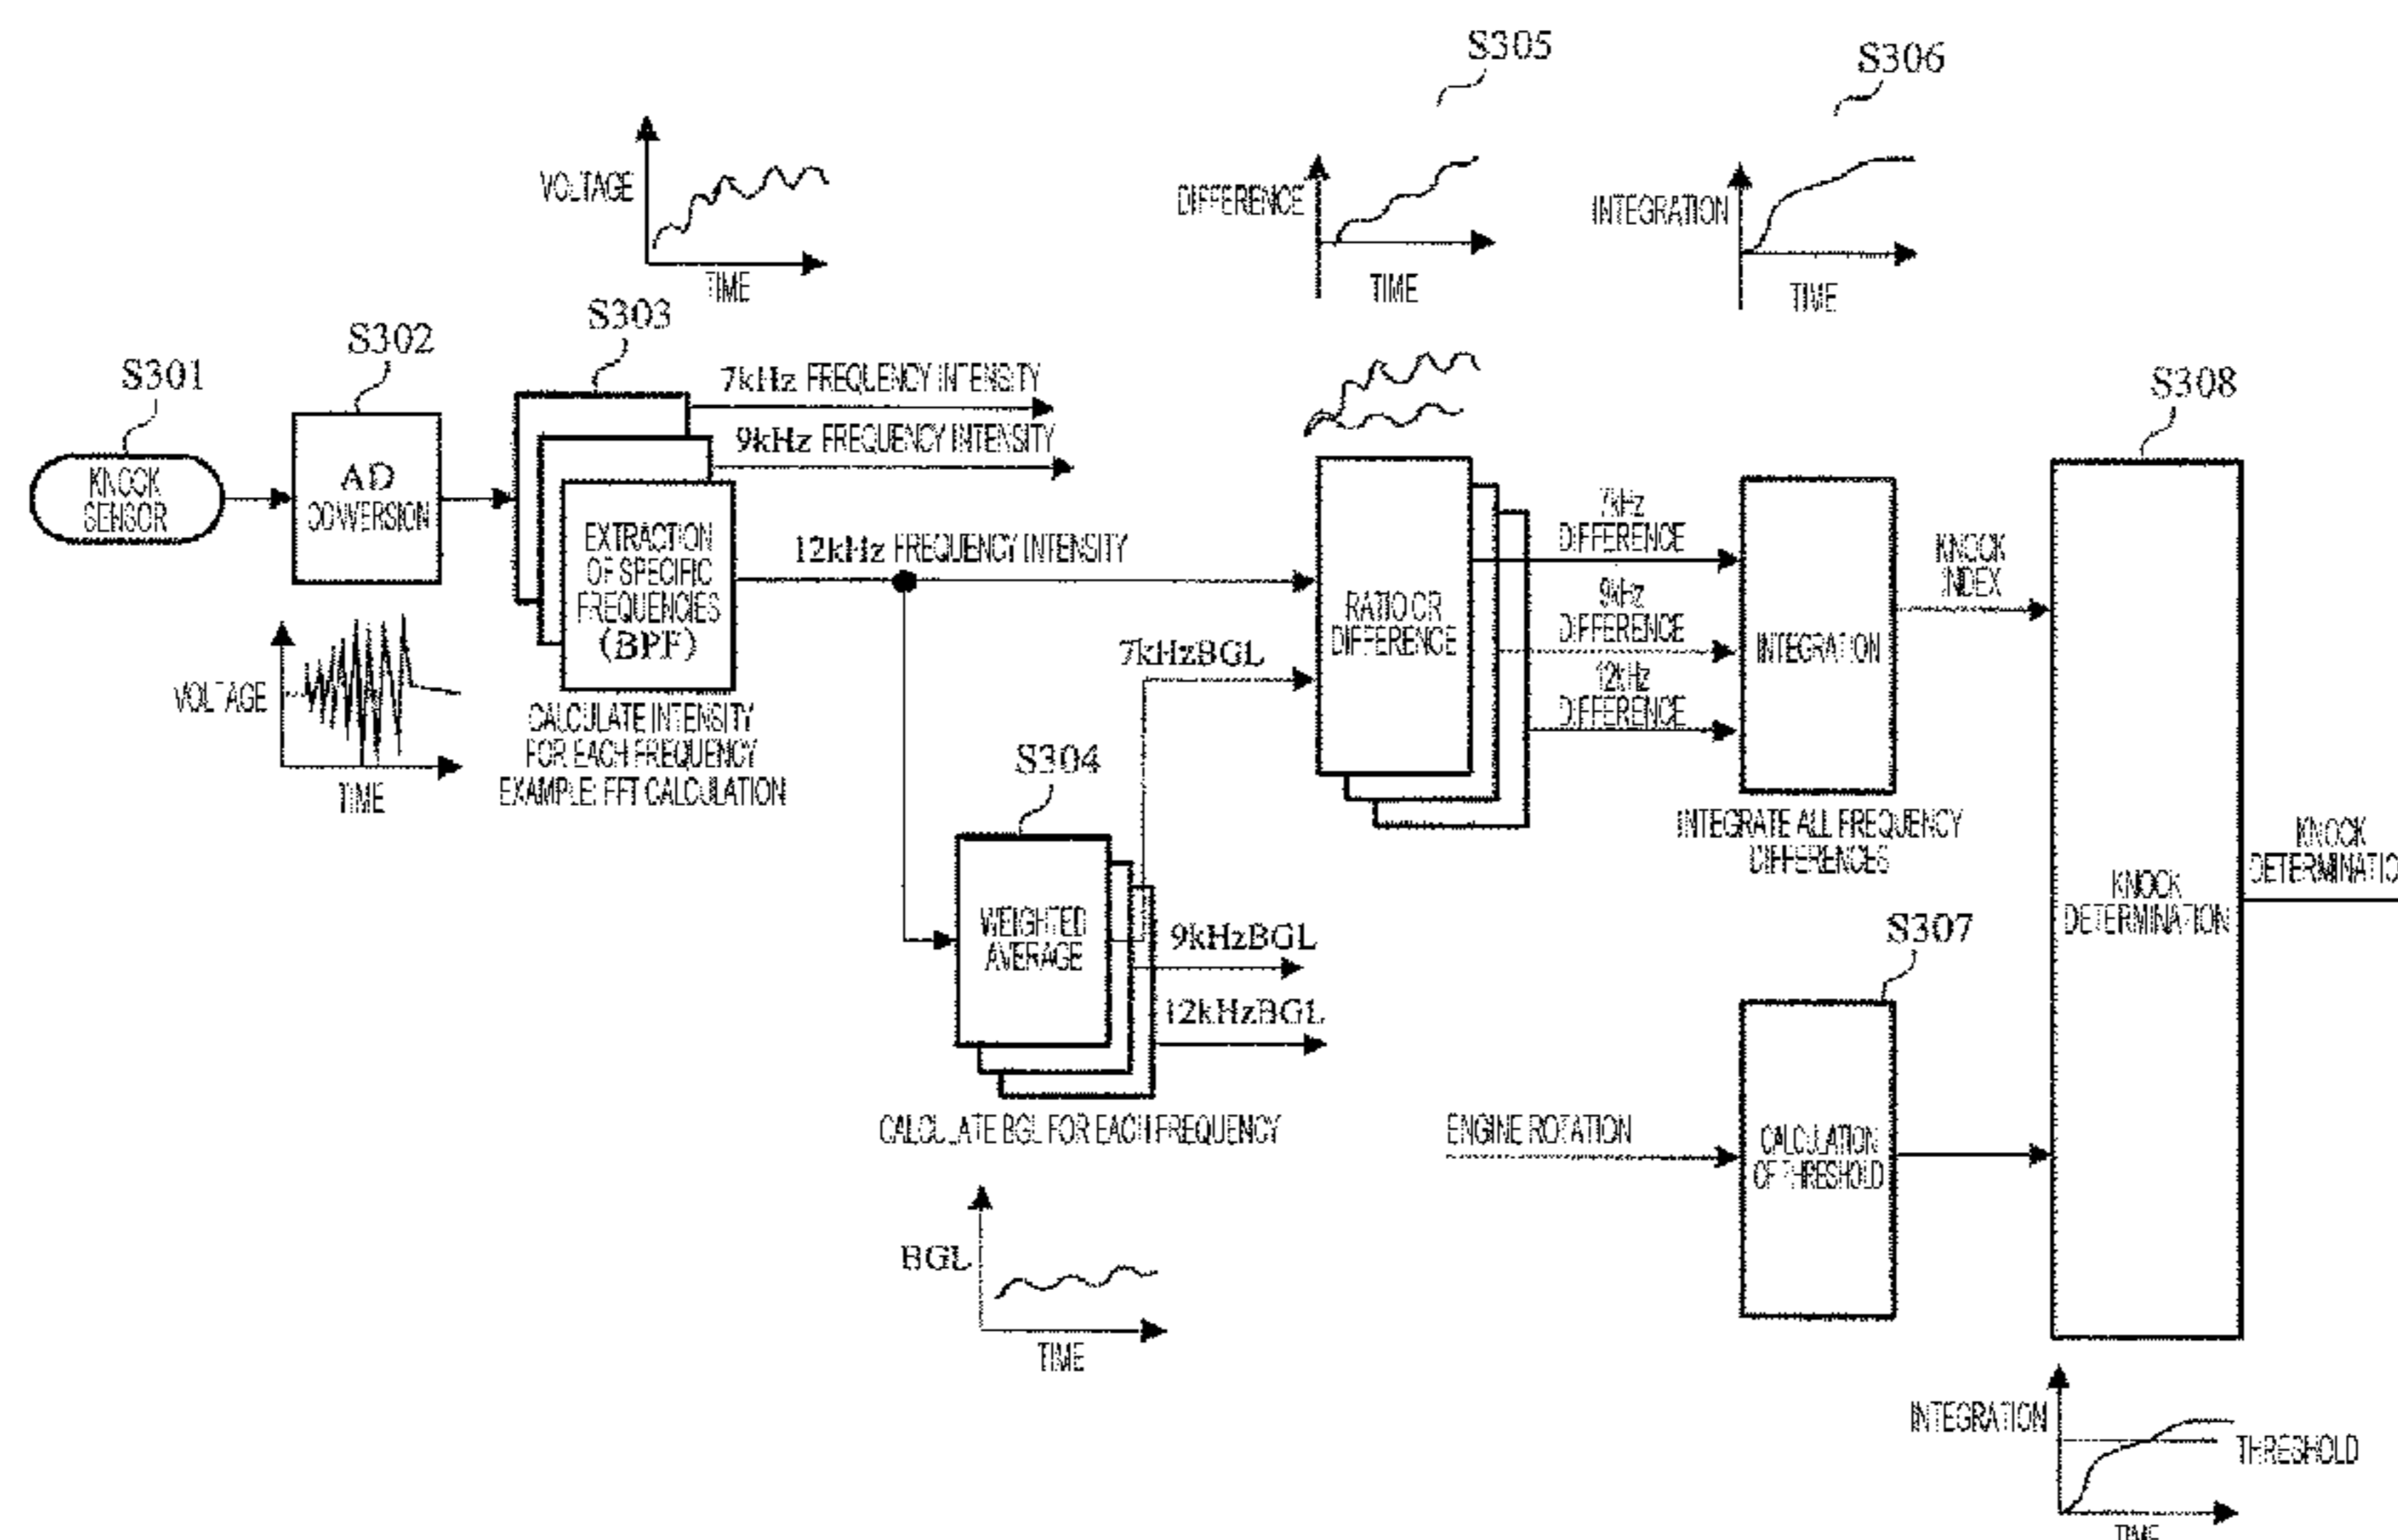 S305
S306
VOLTAGE
TIME
DIFFERENCE
TIME
INTEGRATION
TIME
S301
S302
S303
7kHz FREQUENCY INTENSITY
9kHz FREQUENCY INTENSITY
12kHz FREQUENCY INTENSITY
KNOCK
SENSOR
AD
CONVERSION
EXTRACTION
OF SPECIFIC
FREQUENCIES
(BPF)
VOLTAGE
TIME
CALCULATE INTENSITY
FOR EACH FREQUENCY
EXAMPLE: FFT CALCULATION
7kHzBGL
RATIO OR
DIFFERENCE
7kHz
DIFFERENCE
9kHz
DIFFERENCE
12kHz
DIFFERENCE
INTEGRATION
INTEGRATE ALL FREQUENCY
DIFFERENCES
KNOCK
INDEX
S308
KNOCK
DETERMINATION
KNOCK
DETERMINATIO
S304
WEIGHTED
AVERAGE
9kHzBGL
12kHzBGL
CALCULATE BGL FOR EACH FREQUENCY
BGL
TIME
S307
ENGINE ROTATION
CALCULATION
OF THRESHOLD
INTEGRATION
THRESHOLD
TIME